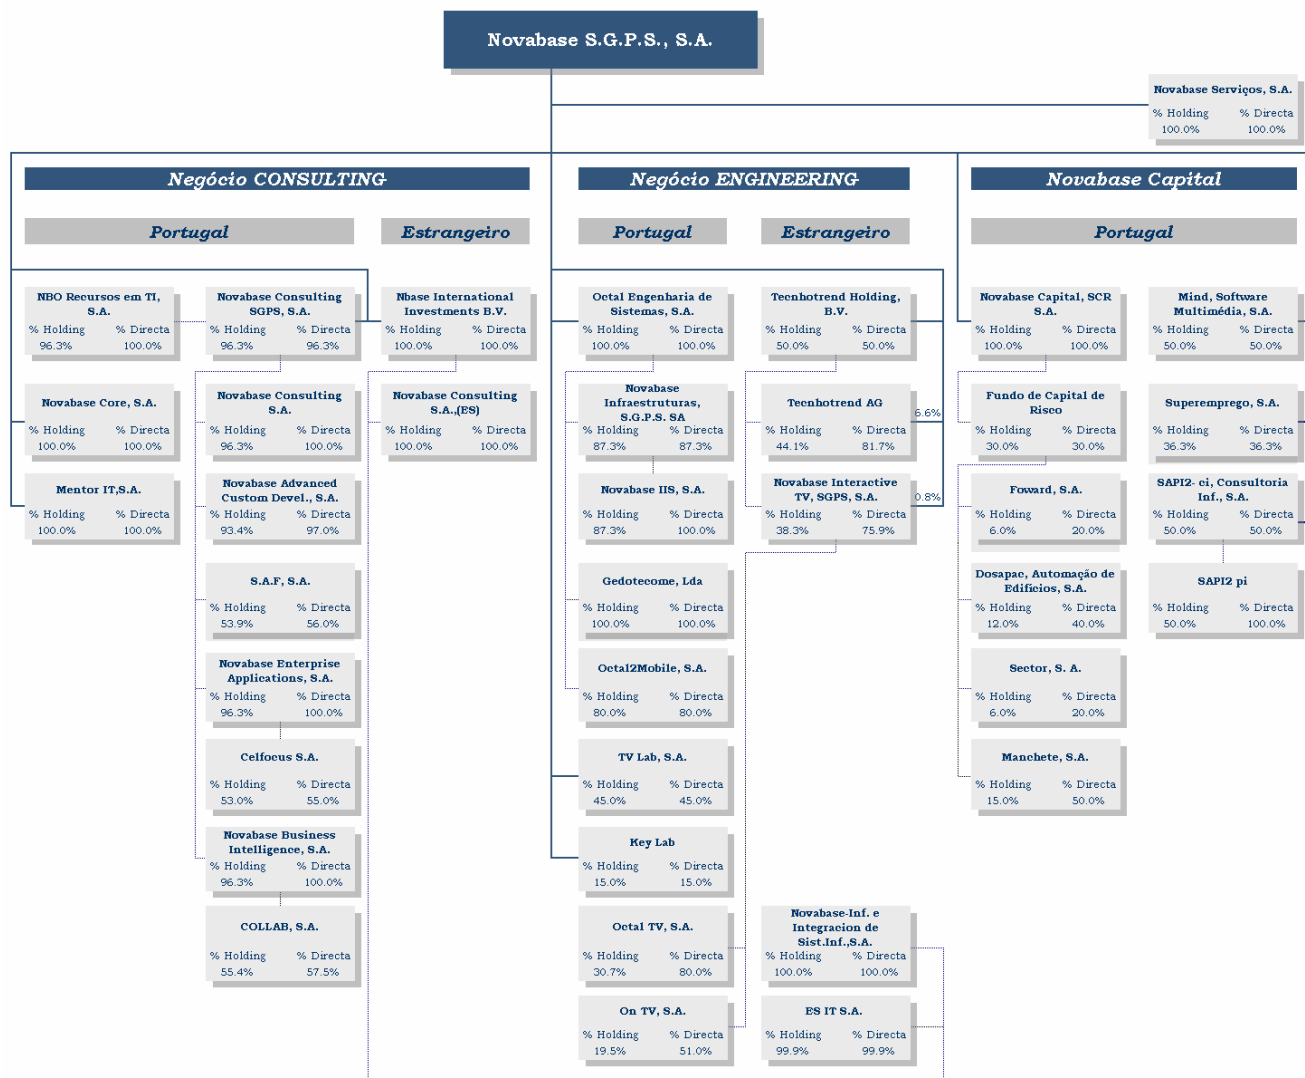 Novabase S.G.P.S., S.A.
Novabase Serviços, S.A.
% Holding % Directa
100.0% 100.0%
Negócio CONSULTING
Negócio ENGINEERING
Novabase Capital
Portugal
Estrangeiro
Portugal
Estrangeiro
Portugal
NBO Recursos em TI,
S.A.
% Holding % Directa
96.3% 100.0%
Novabase Consulting
SGPS, S.A.
% Holding % Directa
96.3% 96.3%
Nbase International
Investments B.V.
% Holding % Directa
100.0% 100.0%
Octal Engenharia de
Sistemas, S.A.
% Holding % Directa
100.0% 100.0%
Tecnhotrend Holding,
B.V.
% Holding % Directa
50.0% 50.0%
Novabase Capital, SCR
S.A.
% Holding % Directa
100.0% 100.0%
Mind, Software
Multimédia, S.A.
% Holding % Directa
50.0% 50.0%
Novabase Core, S.A.
% Holding % Directa
100.0% 100.0%
Novabase Consulting
S.A.
% Holding % Directa
96.3% 100.0%
Novabase Consulting
S.A.,(ES)
% Holding % Directa
100.0% 100.0%
Novabase
Infraestruturas,
S.G.P.S. SA
% Holding % Directa
87.3% 87.3%
Tecnhotrend AG
% Holding % Directa
44.1% 81.7%
6.6%
Fundo de Capital de
Risco
% Holding % Directa
30.0% 30.0%
Superemprego, S.A.
% Holding % Directa
36.3% 36.3%
Mentor IT,S.A.
% Holding % Directa
100.0% 100.0%
Novabase Advanced
Custom Devel., S.A.
% Holding % Directa
93.4% 97.0%
Novabase IIS, S.A.
% Holding % Directa
87.3% 100.0%
Novabase Interactive
TV, SGPS, S.A.
% Holding % Directa
38.3% 75.9%
0.8%
Foward, S.A.
% Holding % Directa
6.0% 20.0%
SAPI2- ci, Consultoria
Inf., S.A.
% Holding % Directa
50.0% 50.0%
S.A.F, S.A.
% Holding % Directa
53.9% 56.0%
Gedotecome, Lda
% Holding % Directa
100.0% 100.0%
Dosapac, Automação de
Edifícios, S.A.
% Holding % Directa
12.0% 40.0%
SAPI2 pi
% Holding % Directa
50.0% 100.0%
Novabase Enterprise
Applications, S.A.
% Holding % Directa
96.3% 100.0%
Octal2Mobile, S.A.
% Holding % Directa
80.0% 80.0%
Sector, S. A.
% Holding % Directa
6.0% 20.0%
Celfocus S.A.
% Holding % Directa
53.0% 55.0%
TV Lab, S.A.
% Holding % Directa
45.0% 45.0%
Manchete, S.A.
% Holding % Directa
15.0% 50.0%
Novabase Business
Intelligence, S.A.
% Holding % Directa
96.3% 100.0%
Key Lab
% Holding % Directa
15.0% 15.0%
COLLAB, S.A.
% Holding % Directa
55.4% 57.5%
Octal TV, S.A.
% Holding % Directa
30.7% 80.0%
Novabase-Inf. e
Integracion de
Sist.Inf.,S.A.
% Holding % Directa
100.0% 100.0%
On TV, S.A.
% Holding % Directa
19.5% 51.0%
ES IT S.A.
% Holding % Directa
99.9% 99.9%